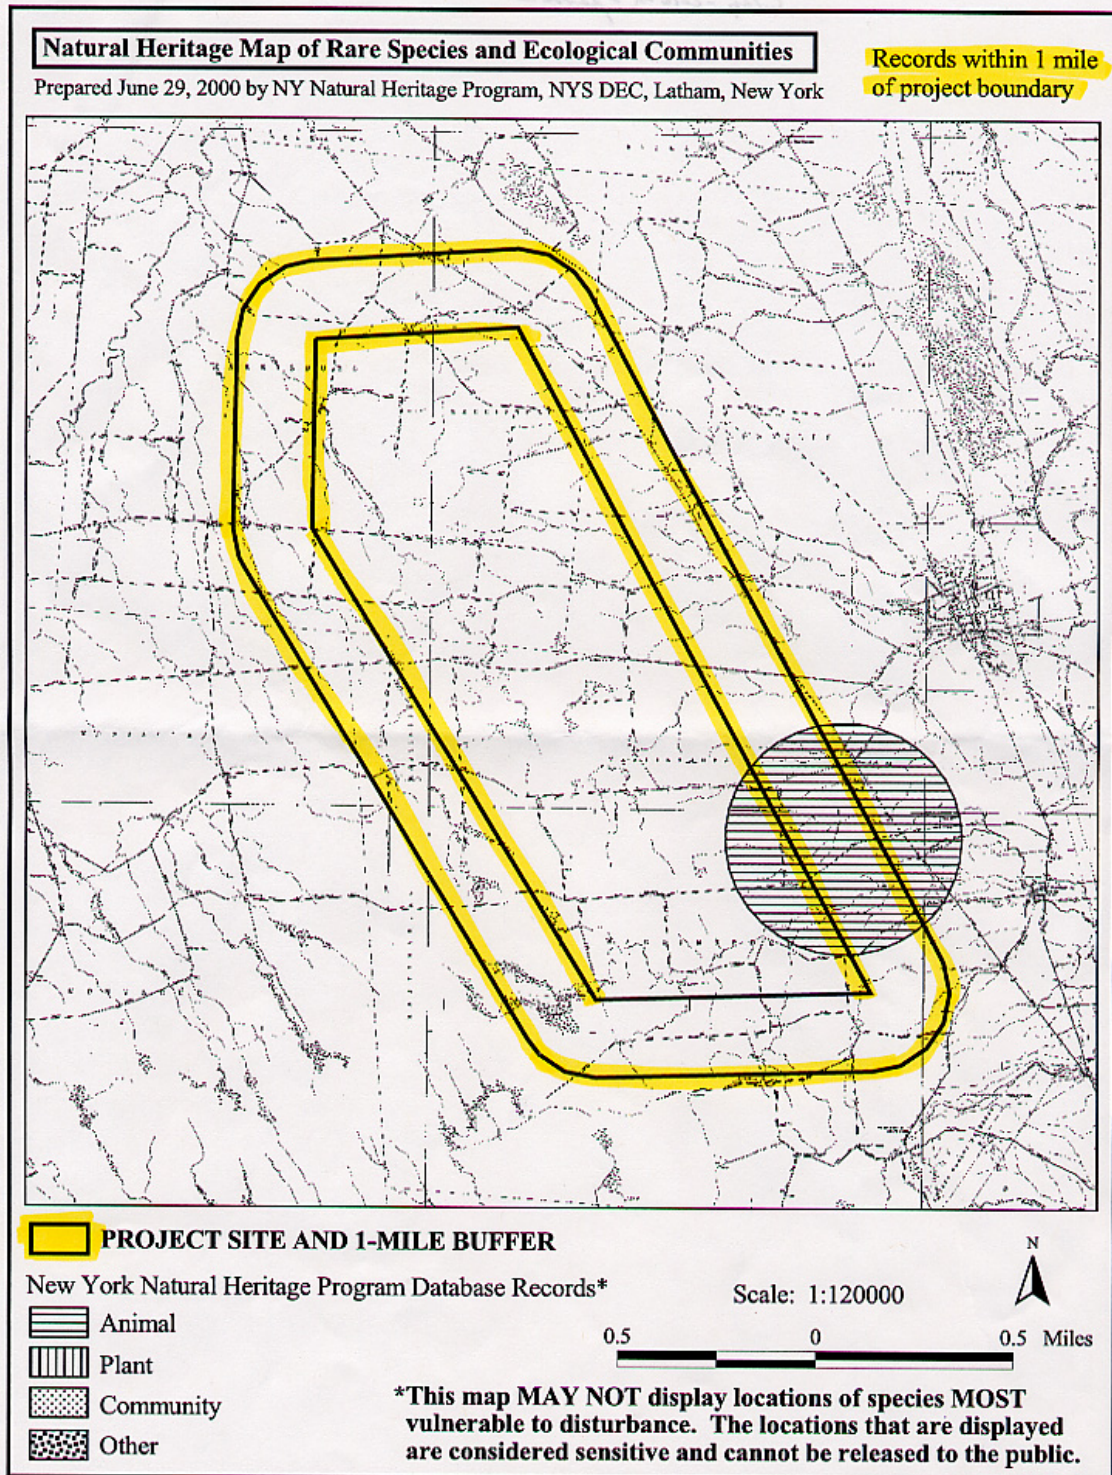 Natural Heritage Map of Rare Species and Ecological Communities
Prepared June 29, 2000 by NY Natural Heritage Program, NYS DEC, Latham, New York
Records within 1 mile
of project boundary
PROJECT SITE AND 1-MILE BUFFER
New York Natural Heritage Program Database Records*
Animal
Plant
Community
Other
Scale: 1:120000
N
0.5 0 0.5 Miles
*This map MAY NOT display locations of species MOST
vulnerable to disturbance. The locations that are displayed
are considered sensitive and cannot be released to the public.